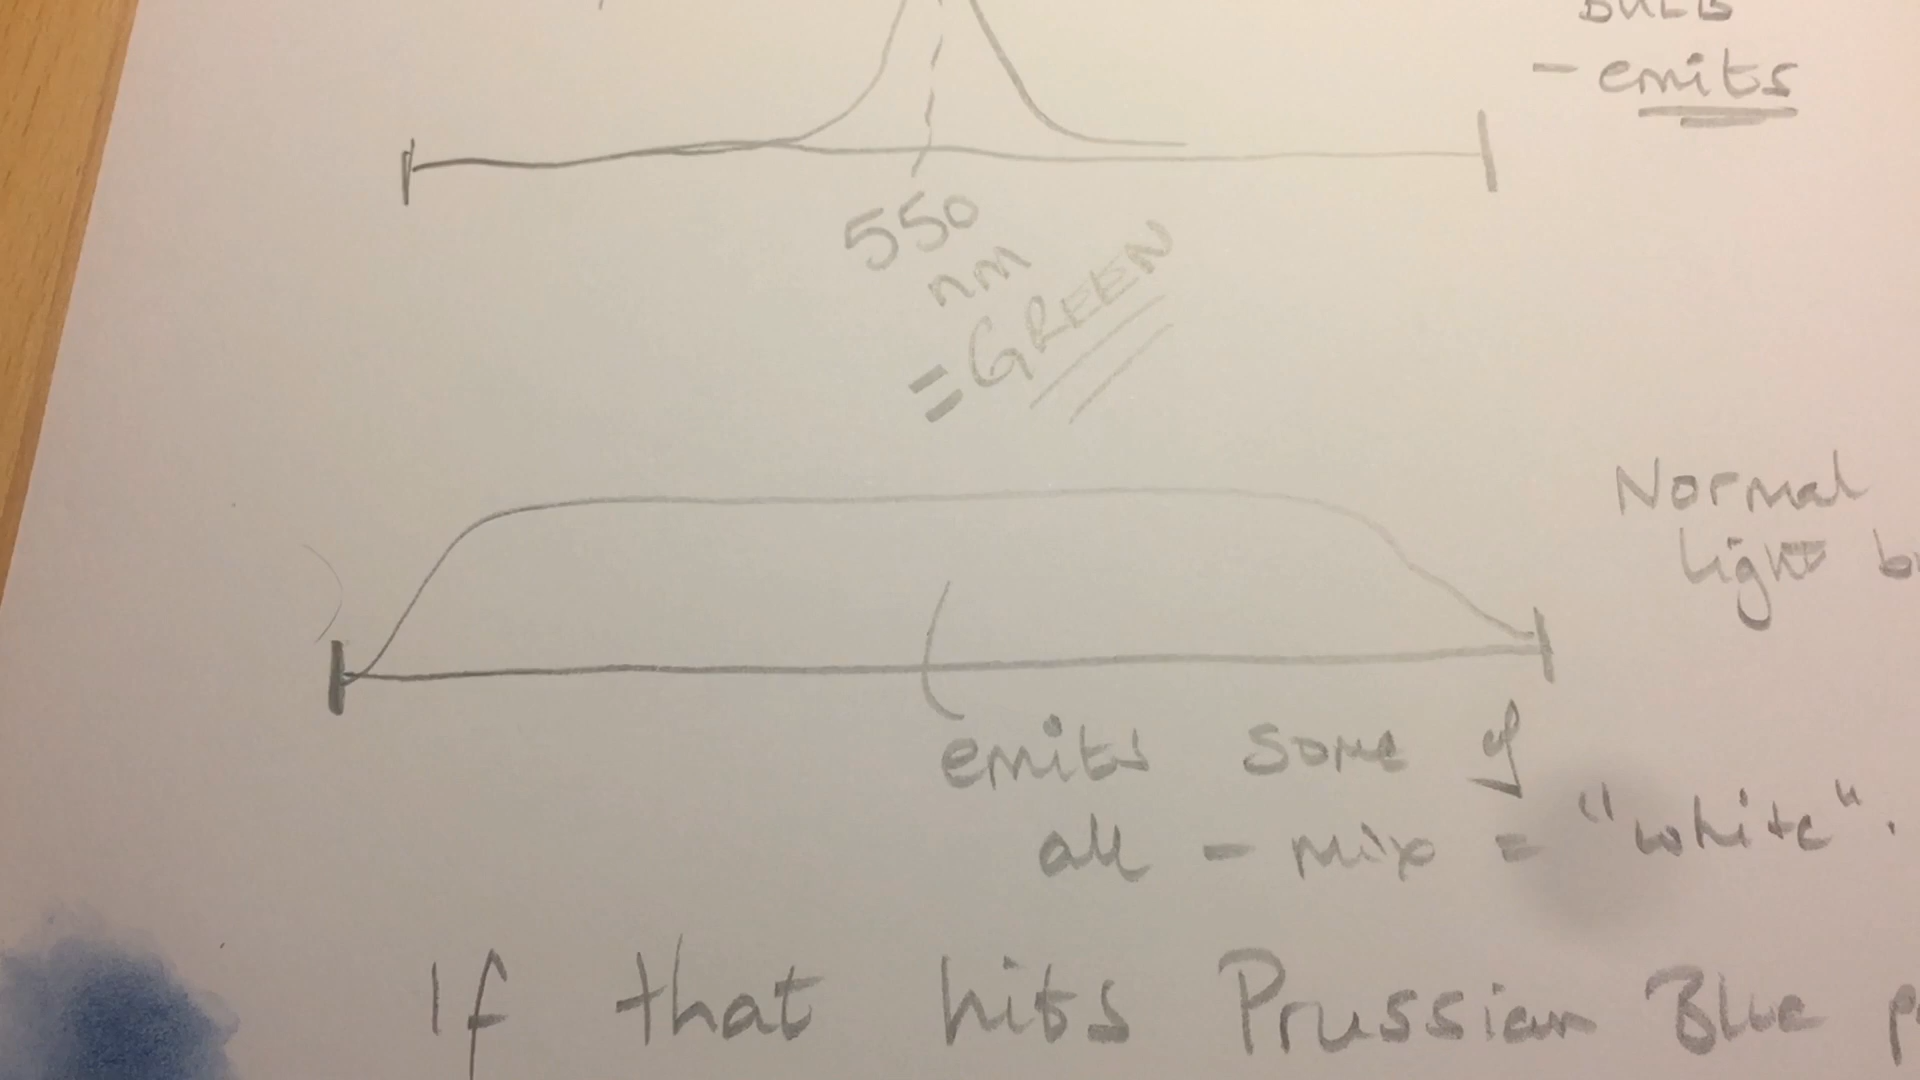 BULB
- emits
550
nm
= GREEN
Normal
light
emits some of
all - mix = "white".
If that hits Prussian Blue